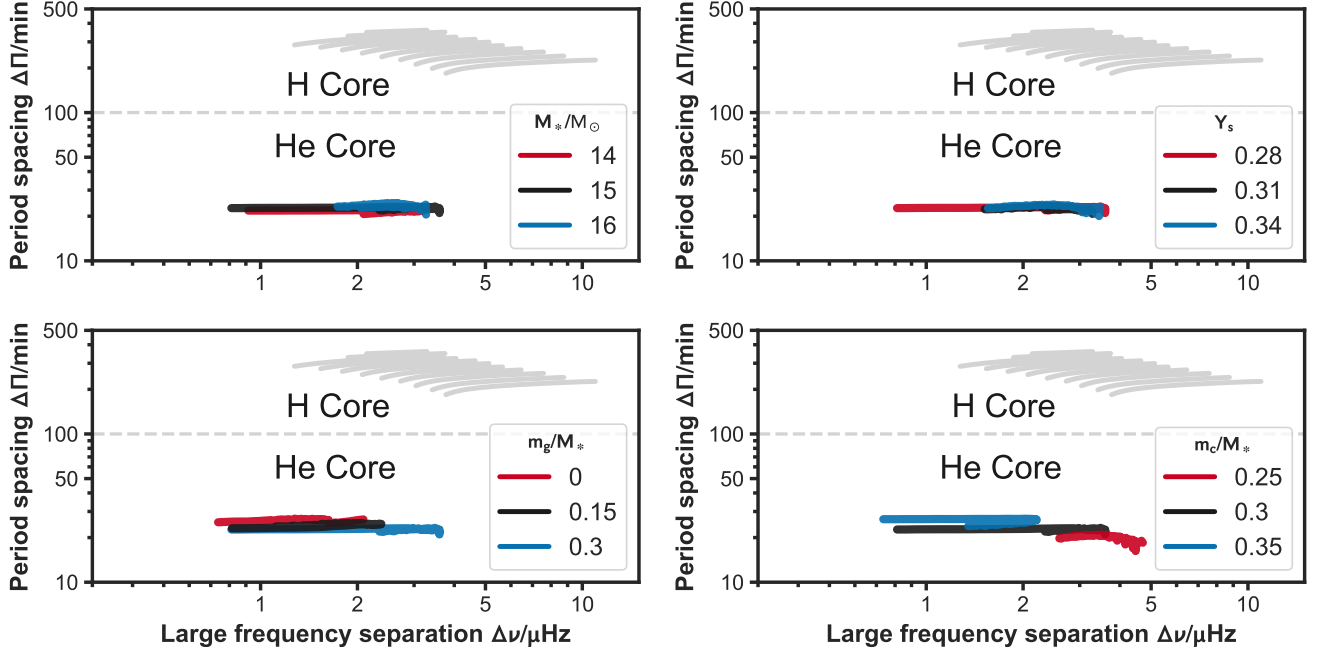 500
100
50
10
Period spacing ΔΠ/min
H Core
He Core
M*/M⊙
14
15
16
1
2
5
10
500
100
50
10
Period spacing ΔΠ/min
H Core
He Core
Ys
0.28
0.31
0.34
1
2
5
10
500
100
50
10
Period spacing ΔΠ/min
H Core
He Core
mg/M*
0
0.15
0.3
1
2
5
10
Large frequency separation Δν/μHz
500
100
50
10
Period spacing ΔΠ/min
H Core
He Core
mc/M*
0.25
0.3
0.35
1
2
5
10
Large frequency separation Δν/μHz